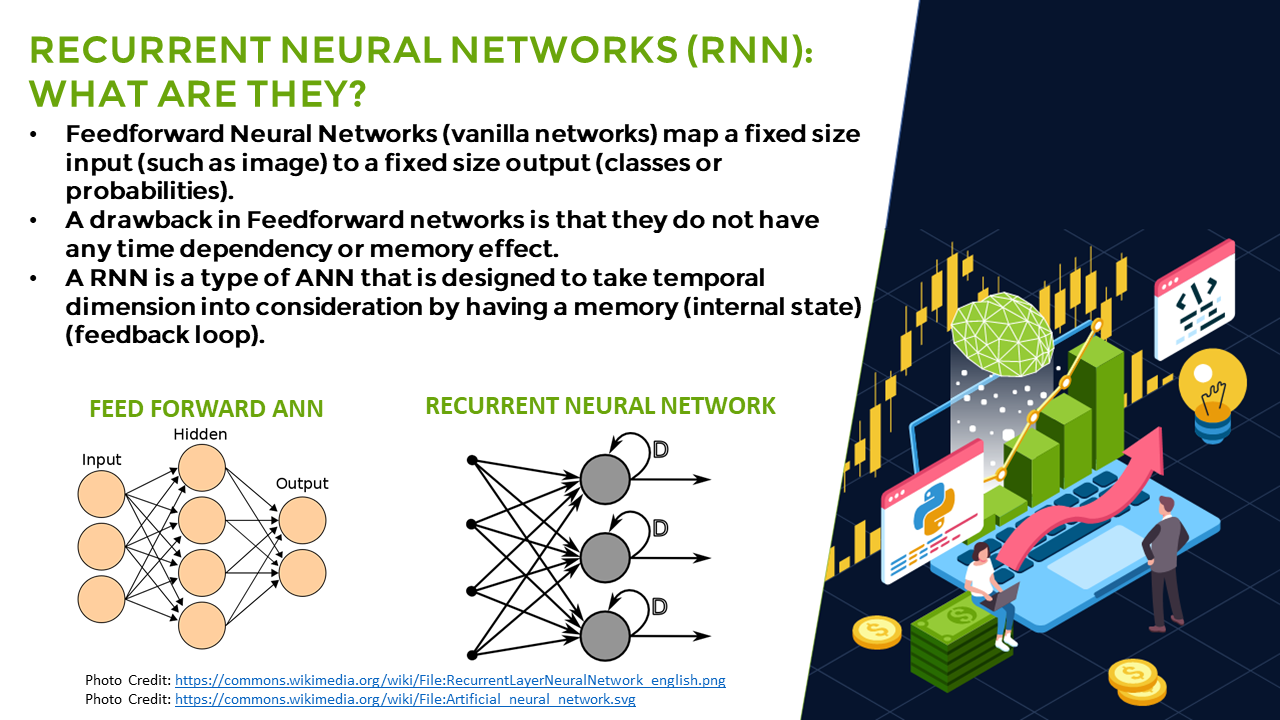 RECURRENT NEURAL NETWORKS (RNN):
WHAT ARE THEY?
• Feedforward Neural Networks (vanilla networks) map a fixed size
input (such as image) to a fixed size output (classes or
probabilities).
• A drawback in Feedforward networks is that they do not have
any time dependency or memory effect.
• A RNN is a type of ANN that is designed to take temporal
dimension into consideration by having a memory (internal state)
(feedback loop).
FEED FORWARD ANN
Hidden
Input
Output
RECURRENT NEURAL NETWORK
D
D
D
Photo Credit: https://commons.wikimedia.org/wiki/File:RecurrentLayerNeuralNetwork_english.png
Photo Credit: https://commons.wikimedia.org/wiki/File:Artificial_neural_network.svg